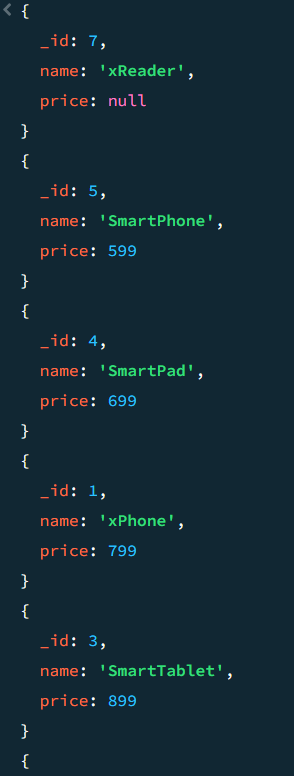 {
_id: 7,
name: 'xReader',
price: null
}
{
_id: 5,
name: 'SmartPhone',
price: 599
}
{
_id: 4,
name: 'SmartPad',
price: 699
}
{
_id: 1,
name: 'xPhone',
price: 799
}
{
_id: 3,
name: 'SmartTablet',
price: 899
}
{